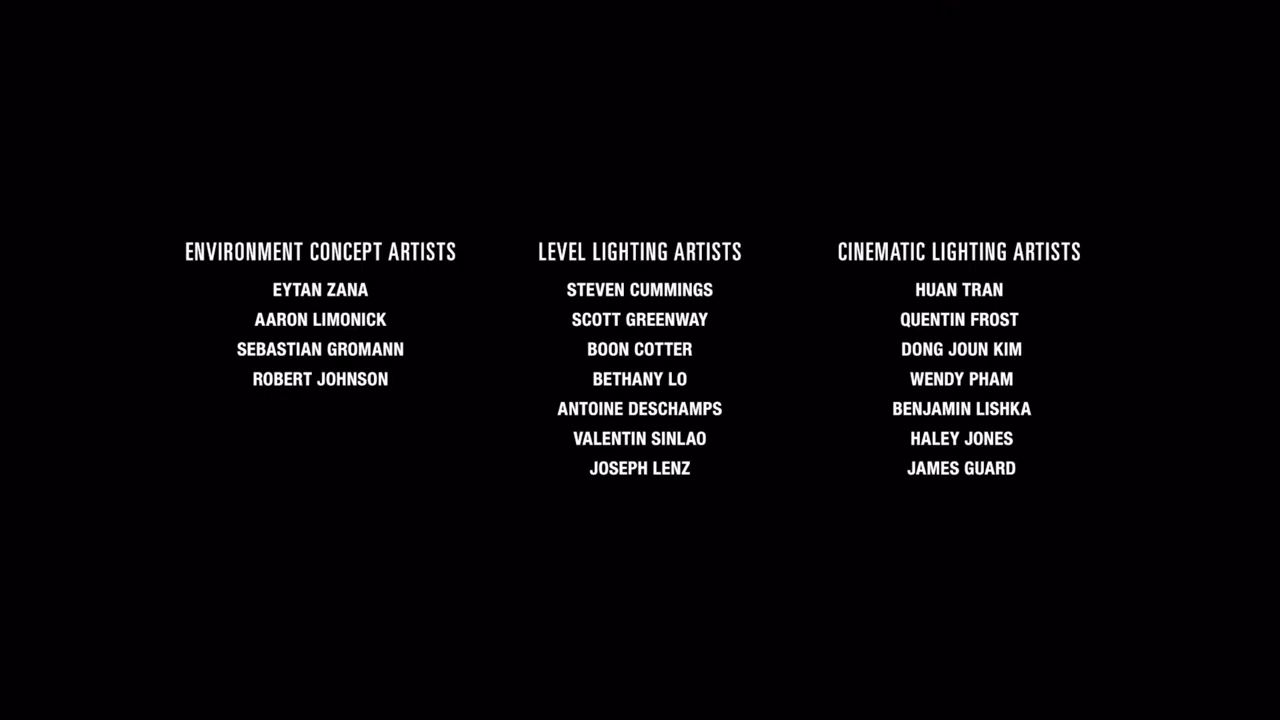 ENVIRONMENT CONCEPT ARTISTS
EYTAN ZANA
AARON LIMONICK
SEBASTIAN GROMANN
ROBERT JOHNSON
LEVEL LIGHTING ARTISTS
STEVEN CUMMINGS
SCOTT GREENWAY
BOON COTTER
BETHANY LO
ANTOINE DESCHAMPS
VALENTIN SINLAO
JOSEPH LENZ
CINEMATIC LIGHTING ARTISTS
HUAN TRAN
QUENTIN FROST
DONG JOUN KIM
WENDY PHAM
BENJAMIN LISHKA
HALEY JONES
JAMES GUARD